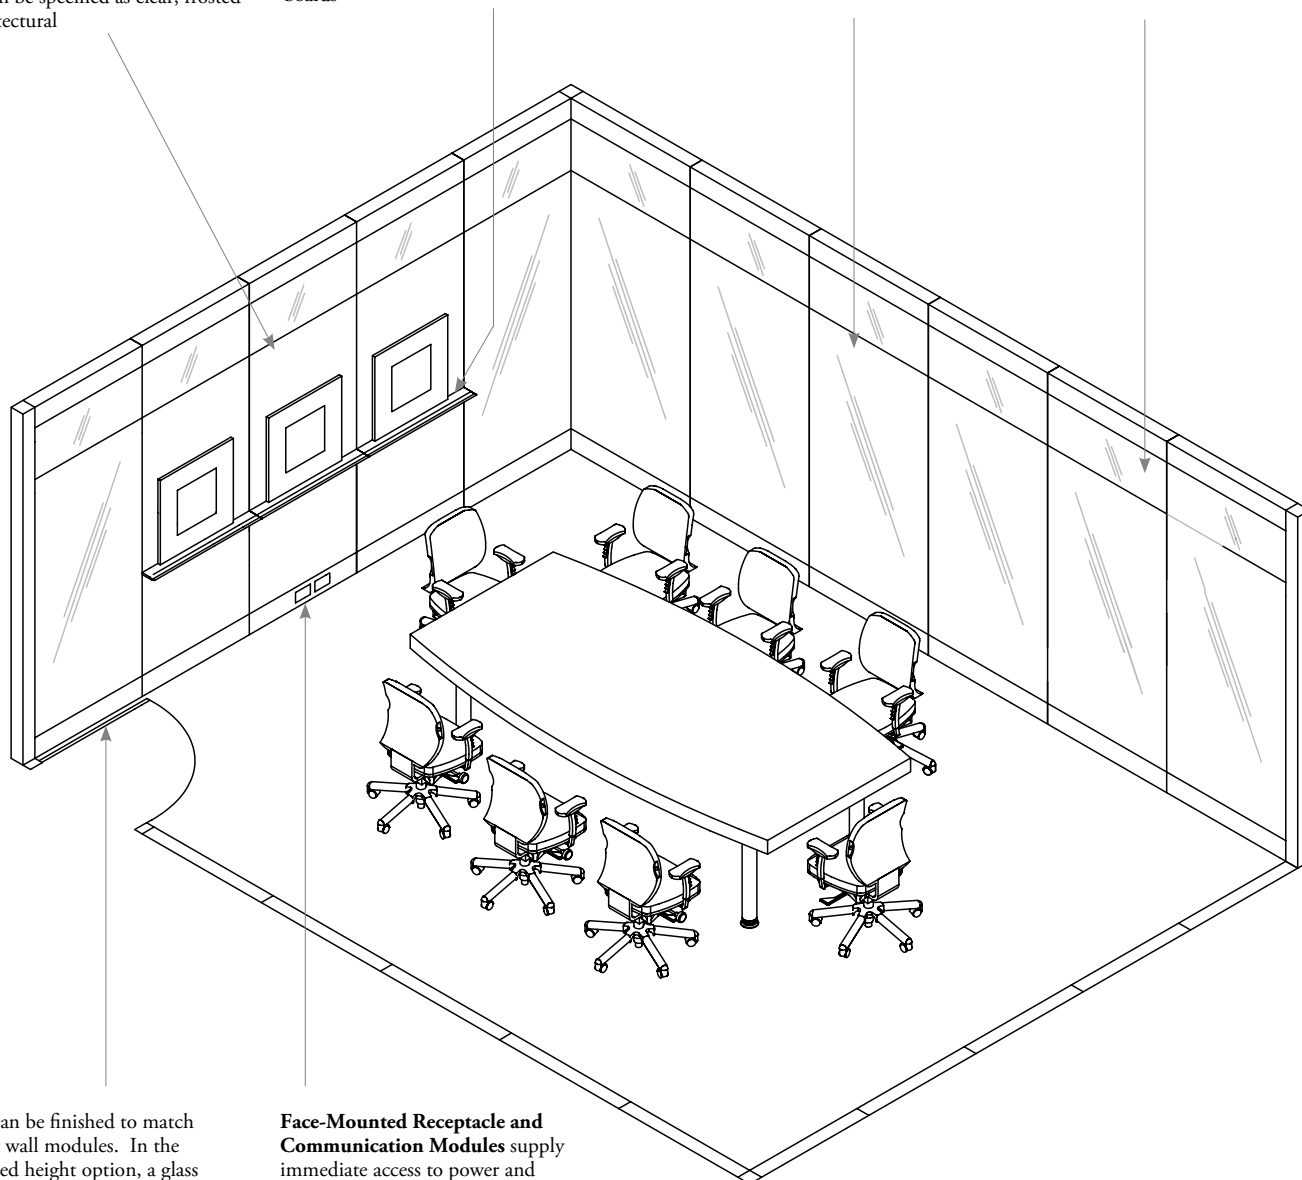 be specified as clear, frosted
tectural
an be finished to match
wall modules. In the
ed height option, a glass
Face-Mounted Receptacle and
Communication Modules supply
immediate access to power and